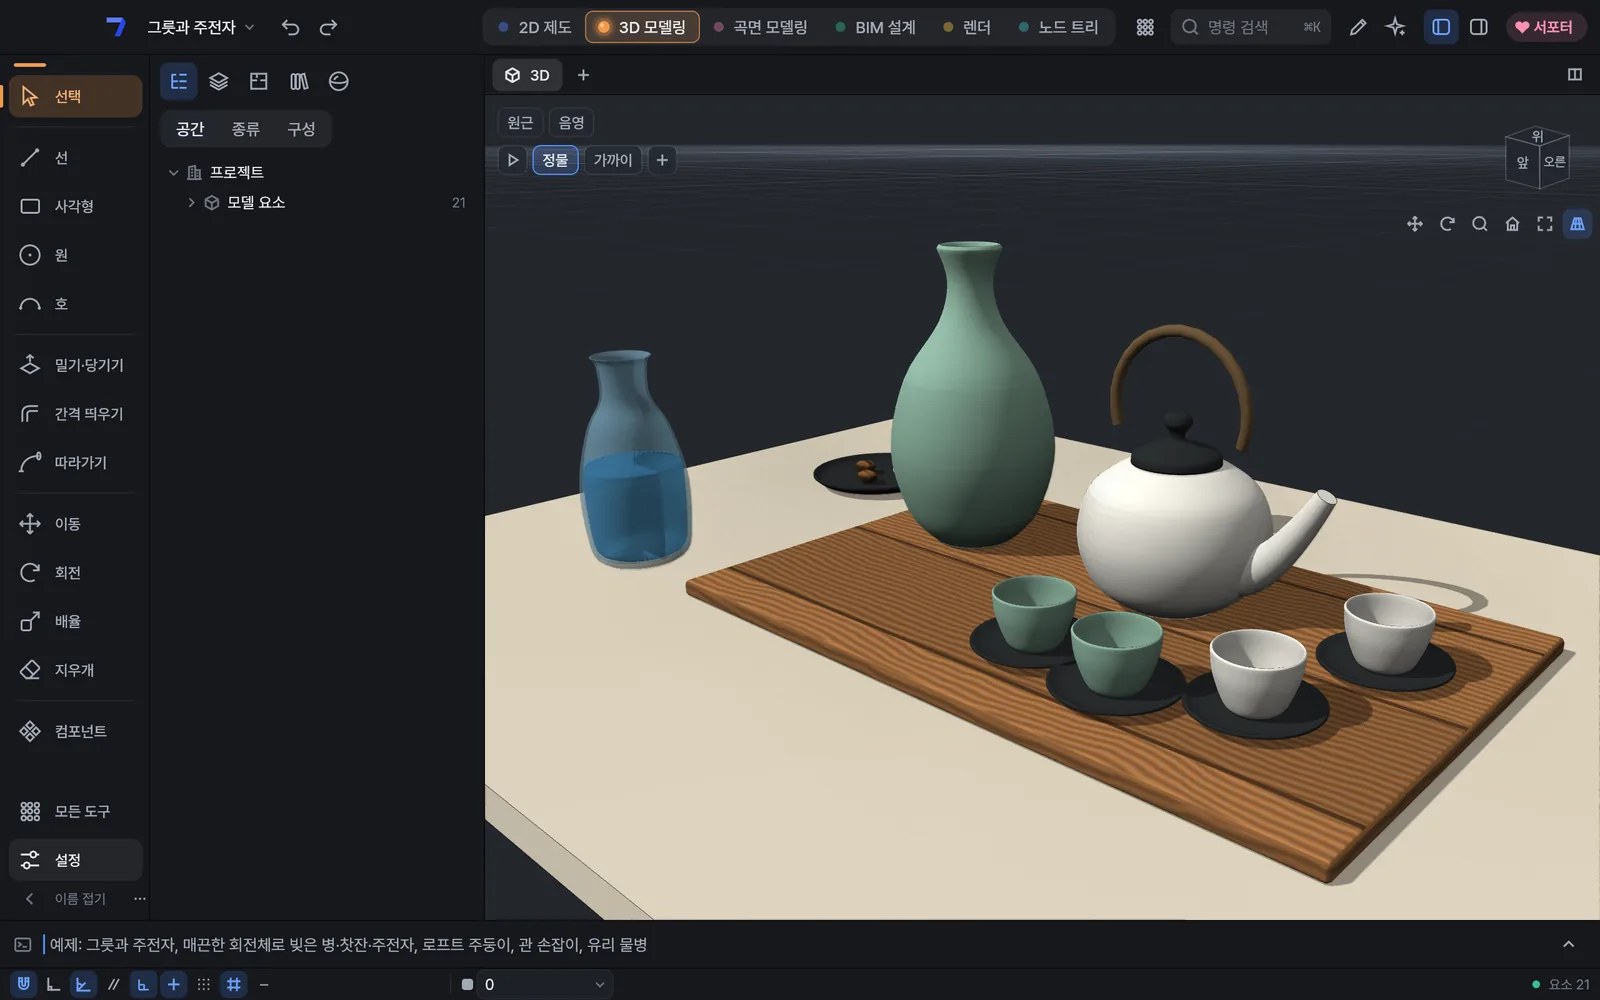 그릇과 주전자
2D 제도
3D 모델링
곡면 모델링
BIM 설계
렌더
노드 트리
명령 검색
⌘K
서포터
선택
선
사각형
원
호
밀기·당기기
간격 띄우기
따라가기
이동
회전
배율
지우개
컴포넌트
모든 도구
설정
이름 접기
공간
종류
구성
프로젝트
모델 요소
21
3D
원근
음영
정물
가까이
위
앞
오른
예제: 그릇과 주전자, 매끈한 회전체로 빚은 병·찻잔·주전자, 로프트 주둥이, 관 손잡이, 유리 물병
0
요소 21